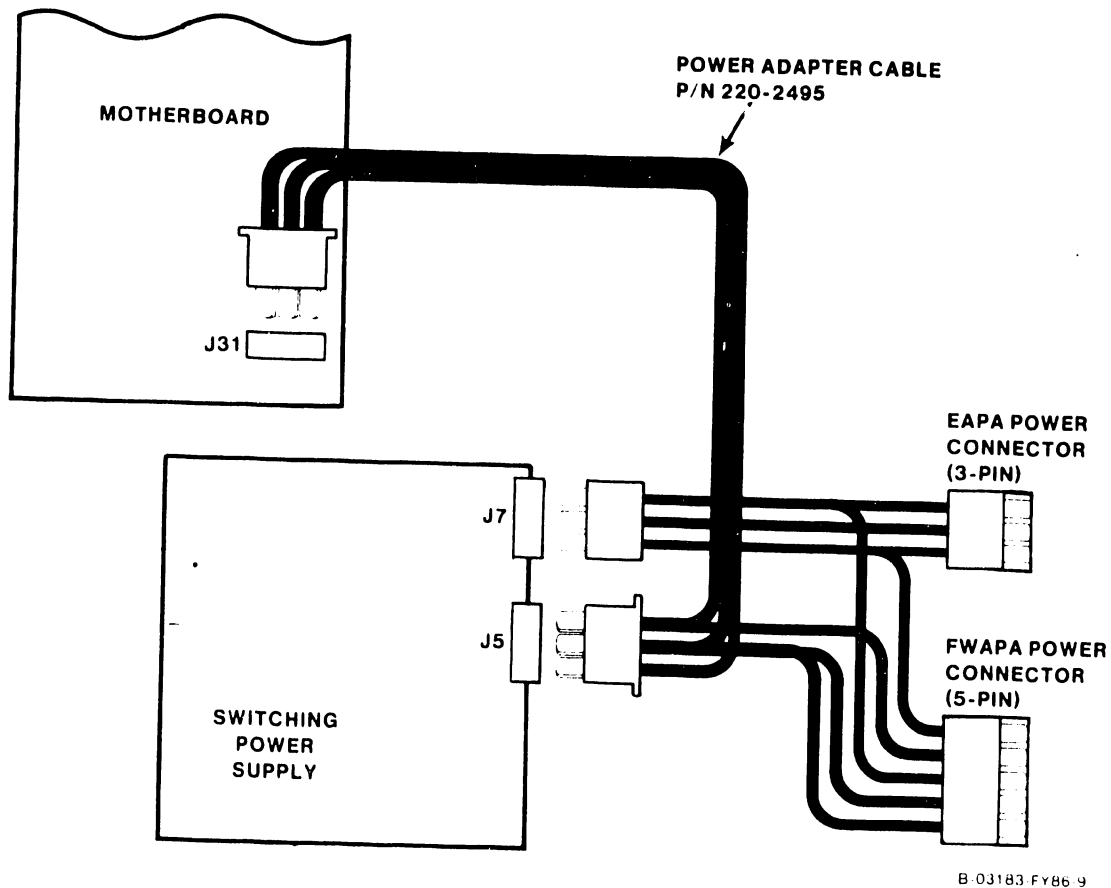 POWER ADAPTER CABLE
P/N 220-2495
MOTHERBOARD
J31
EAPA POWER
CONNECTOR
(3-PIN)
J7
J5
FWAPA POWER
CONNECTOR
(5-PIN)
SWITCHING
POWER
SUPPLY
B-03183-FY86-9